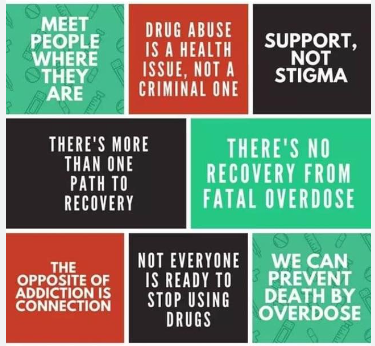 MEET
PEOPLE
WHERE
THEY
ARE
DRUG ABUSE
IS A HEALTH
ISSUE, NOT A
CRIMINAL ONE
SUPPORT,
NOT
STIGMA
THERE'S MORE
THAN ONE
PATH TO
RECOVERY
THERE'S NO
RECOVERY FROM
FATAL OVERDOSE
THE
OPPOSITE OF
ADDICTION IS
CONNECTION
NOT EVERYONE
IS READY TO
STOP USING
DRUGS
WE CAN
PREVENT
DEATH BY
OVERDOSE